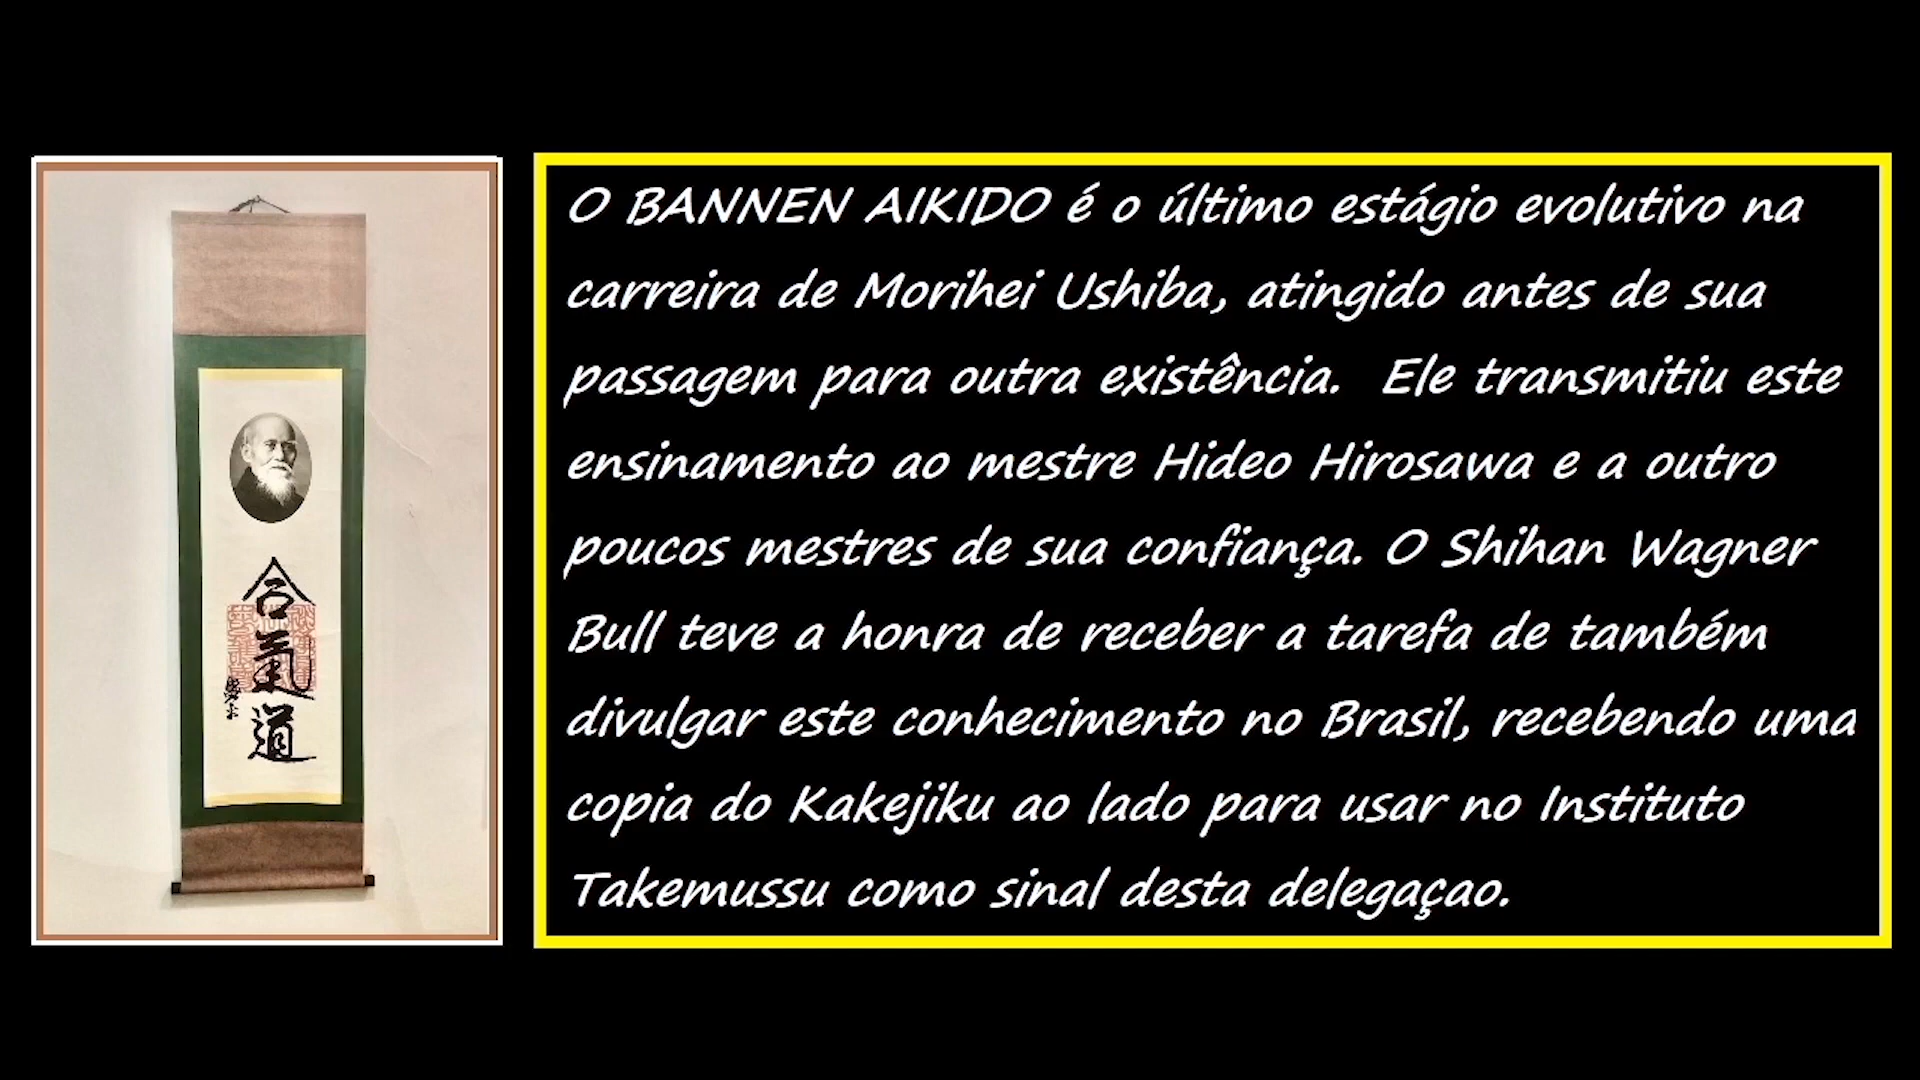 合
氣
道
O BANNEN AIKIDO é o último estágio evolutivo na
carreira de Morihei Ushiba, atingido antes de sua
passagem para outra existência. Ele transmitiu este
ensinamento ao mestre Hideo Hirosawa e a outro
poucos mestres de sua confiança. O Shihan Wagner
Bull teve a honra de receber a tarefa de também
divulgar este conhecimento no Brasil, recebendo uma
copia do Kakejiku ao lado para usar no Instituto
Takemussu como sinal desta delegaçao.